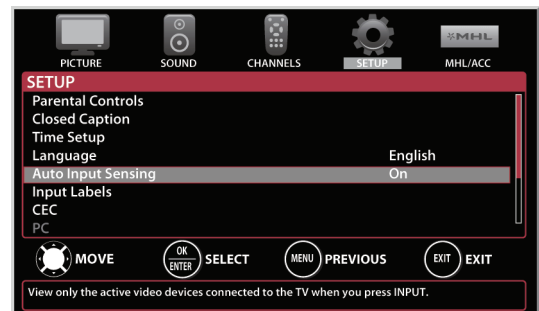 MHL
PICTURE SOUND CHANNELS SETUP MHL/ACC
SETUP
Parental Controls
Closed Caption
Time Setup
Language English
Auto Input Sensing On
Input Labels
CEC
PC
MOVE OK ENTER SELECT MENU PREVIOUS EXIT EXIT
View only the active video devices connected to the TV when you press INPUT.